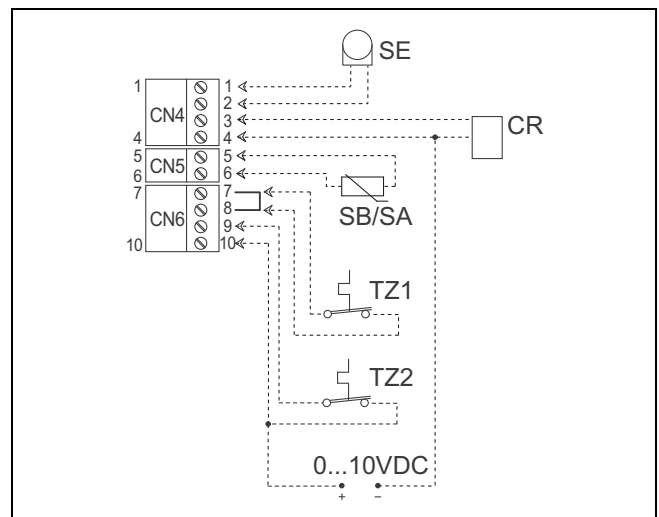 SE
1 1
2
CN4 3 CR
4 4
5 5
CN5
6 6
7 7
8 SB/SA
CN6 9
10 10
TZ1
TZ2
0...10VDC
+ –